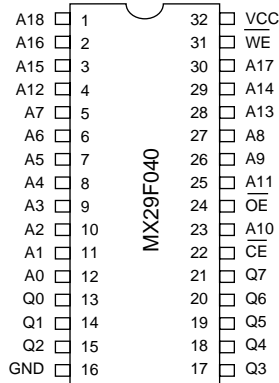 A18 1 32 VCC
A16 2 31 W̅E̅
A15 3 30 A17
A12 4 29 A14
A7 5 28 A13
A6 6 27 A8
A5 7 26 A9
A4 8 25 A11
A3 9 24 O̅E̅
A2 10 23 A10
A1 11 22 C̅E̅
A0 12 21 Q7
Q0 13 20 Q6
Q1 14 19 Q5
Q2 15 18 Q4
GND 16 17 Q3
MX29F040